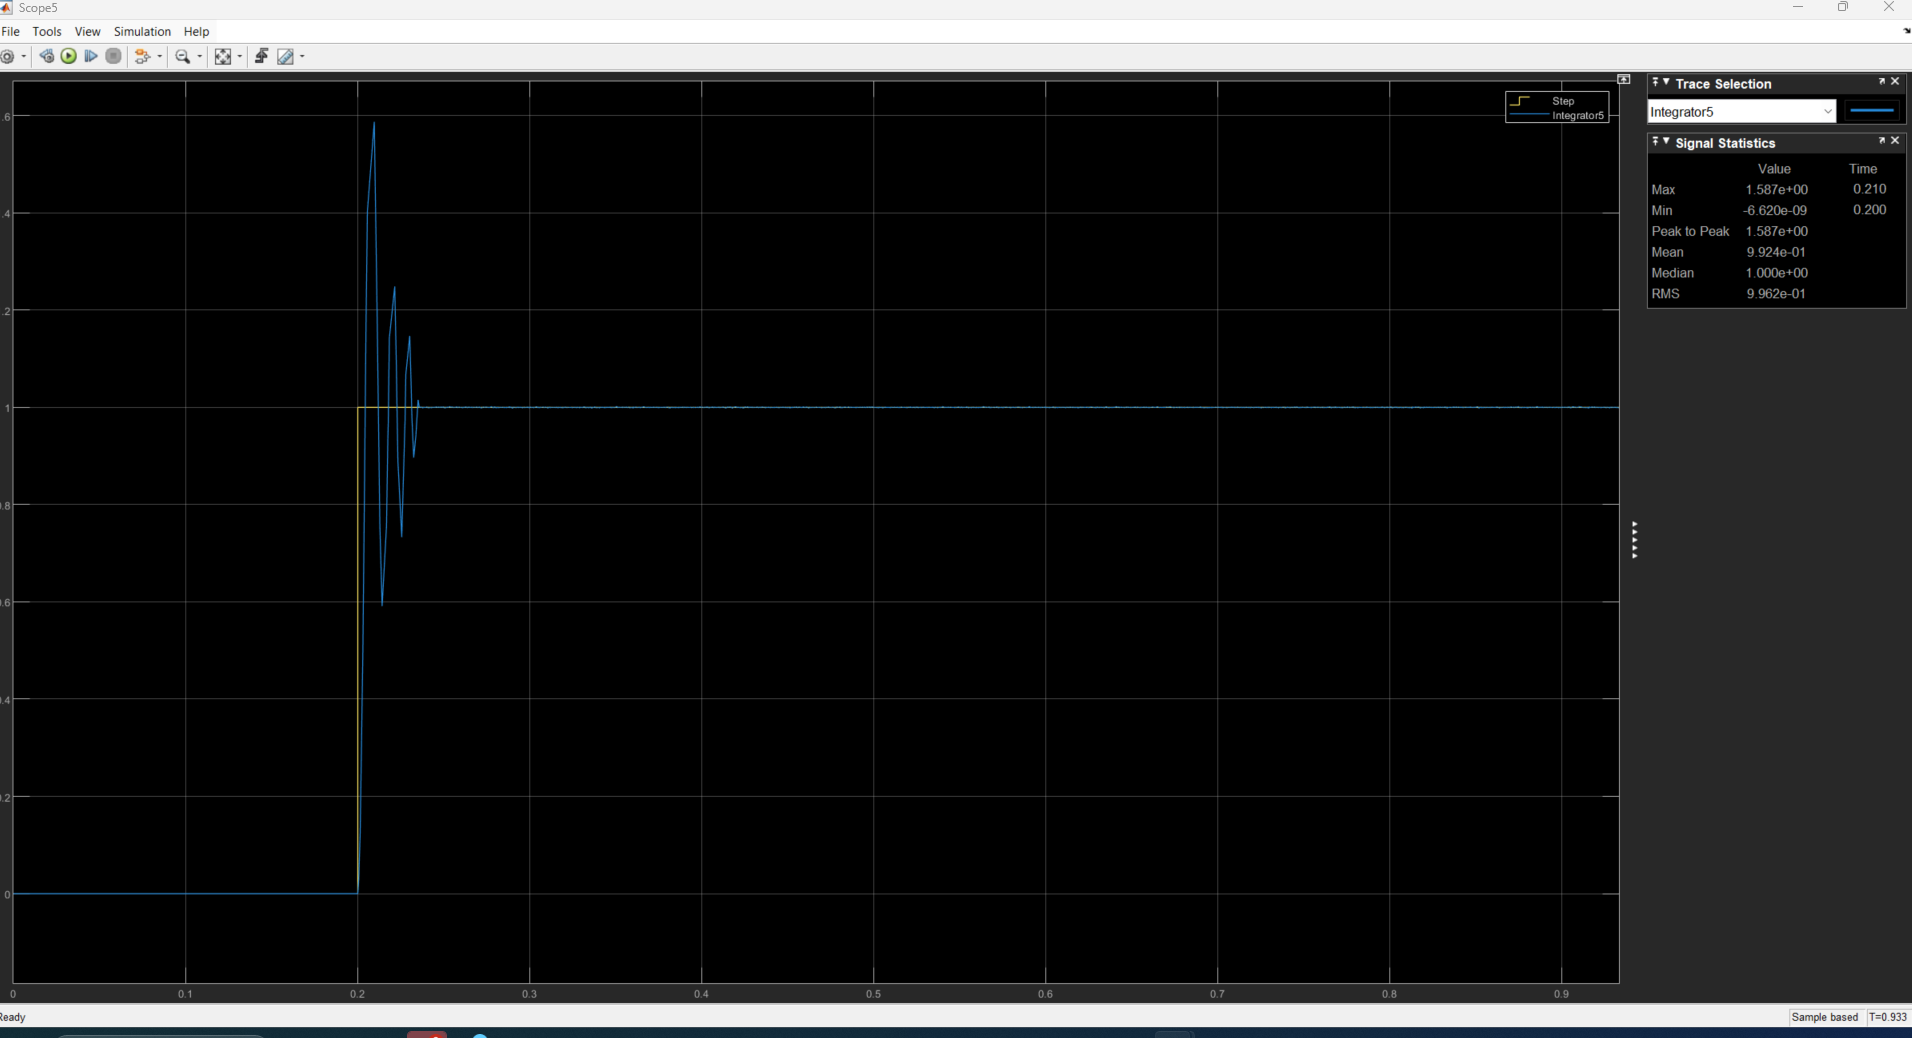 Scope5
File Tools View Simulation Help
Step
Integrator5
.6
.4
.2
1
0.8
0.6
0.4
0.2
0
0 0.1 0.2 0.3 0.4 0.5 0.6 0.7 0.8 0.9
Trace Selection
Integrator5
Signal Statistics
Value Time
Max 1.587e+00 0.210
Min -6.620e-09 0.200
Peak to Peak 1.587e+00
Mean 9.924e-01
Median 1.000e+00
RMS 9.962e-01
Ready
Sample based T=0.933